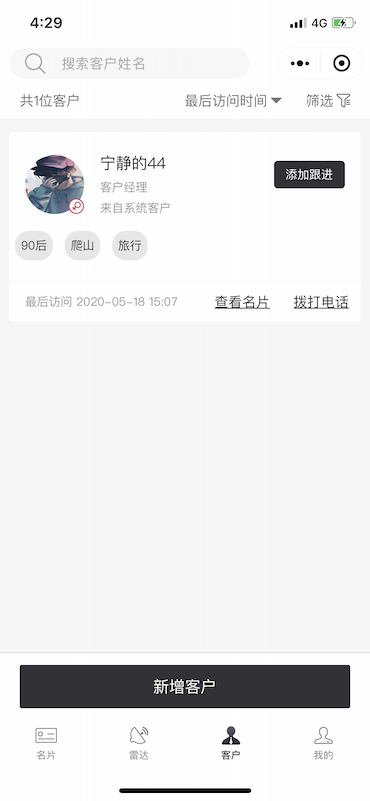 4:29
4G
搜索客户姓名
共1位客户
最后访问时间
筛选
宁静的44
客户经理
来自系统客户
添加跟进
90后
爬山
旅行
最后访问 2020-05-18 15:07
查看名片
拨打电话
新增客户
名片
雷达
客户
我的